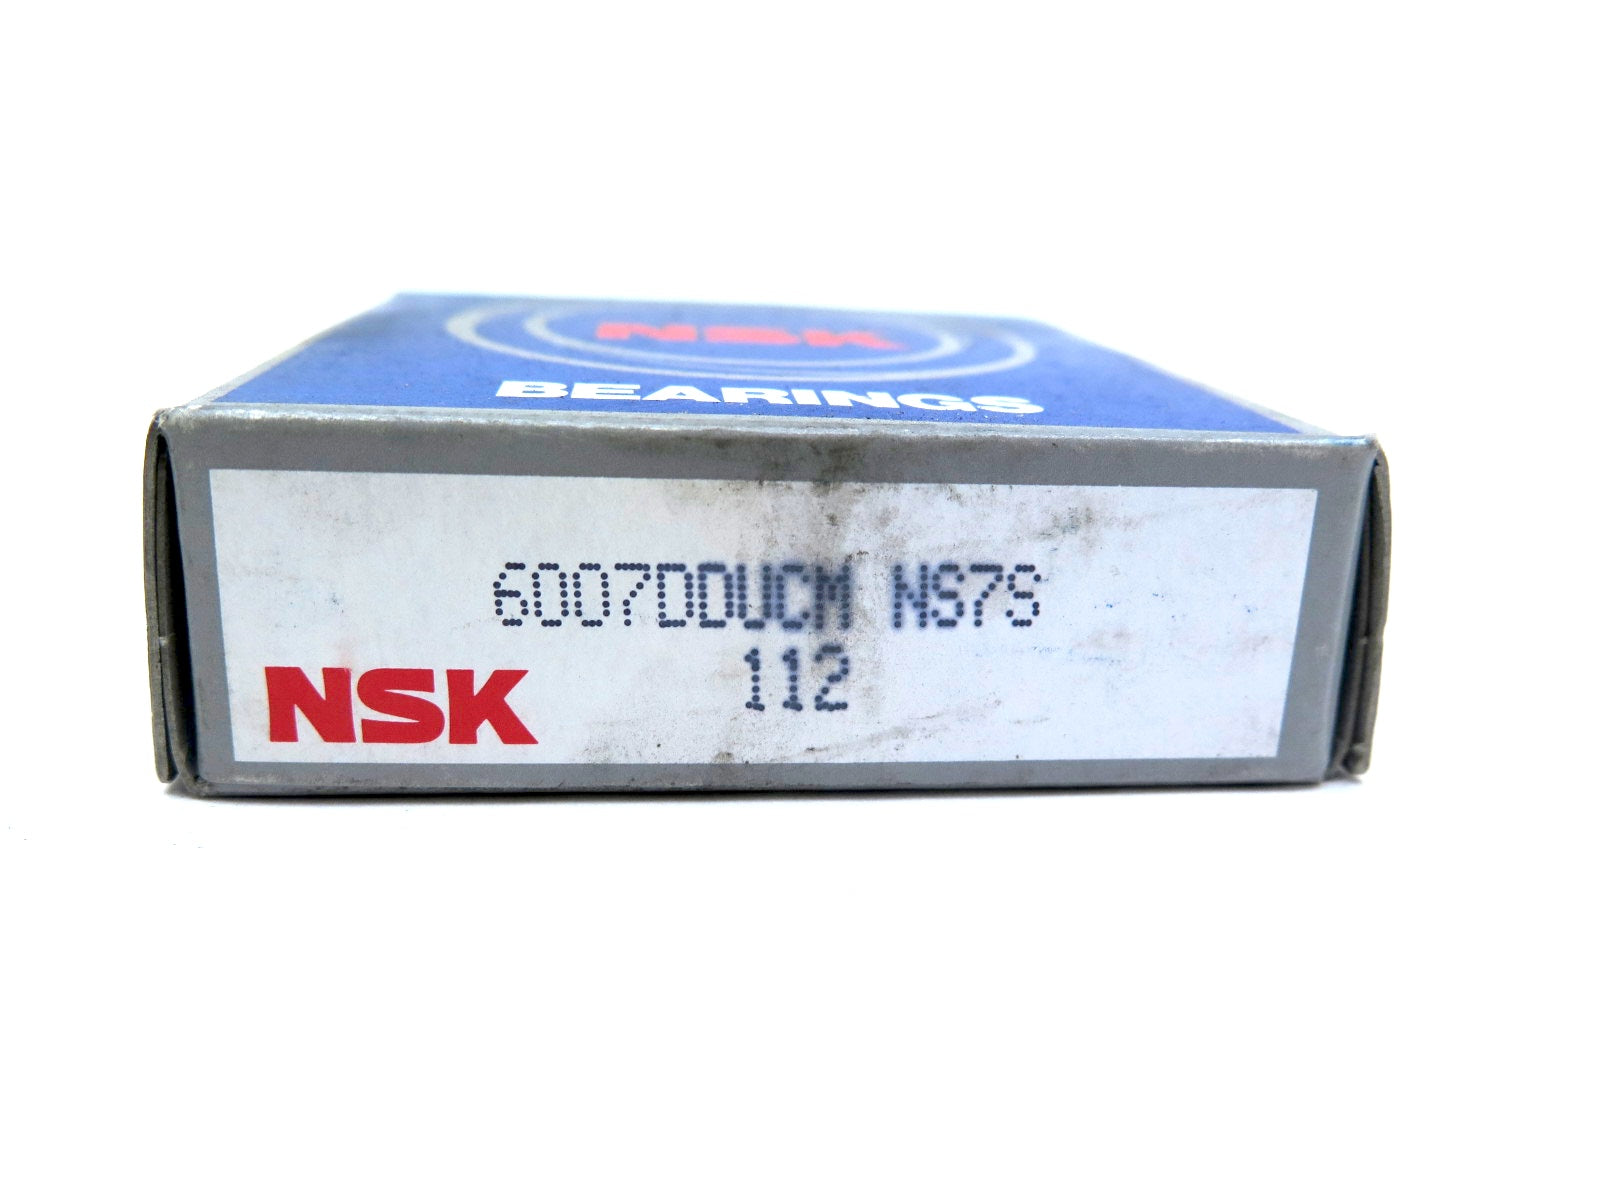 NSK
BEARINGS
6007DDUCM NS7S
112
NSK